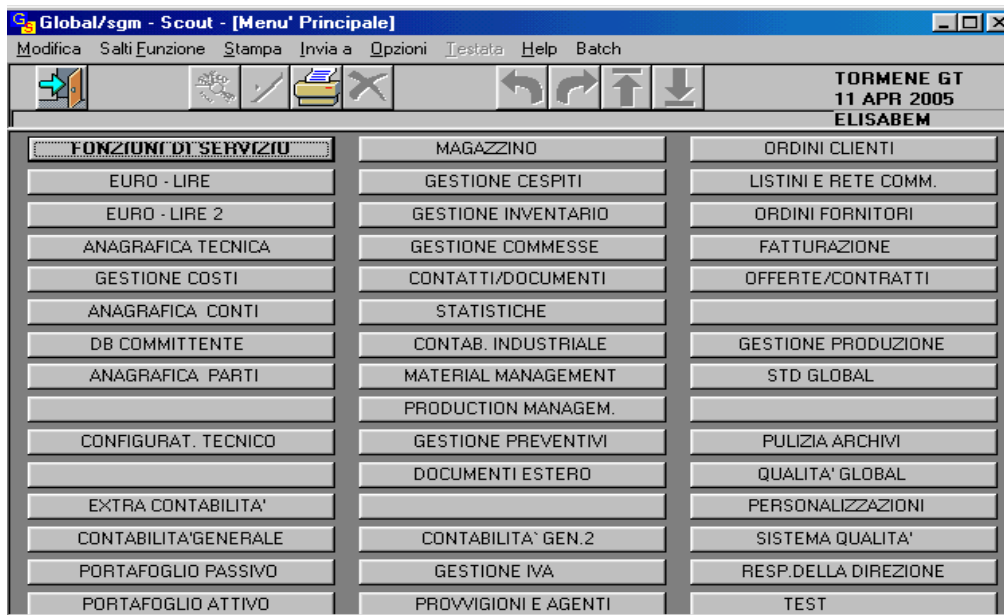 Global/sgm - Scout - [Menu' Principale]
Modifica Salti Funzione Stampa Invia a Opzioni Testata Help Batch
TORMENE GT
11 APR 2005
ELISABEM
FUNZIONI DI SERVIZIO MAGAZZINO ORDINI CLIENTI
EURO - LIRE GESTIONE CESPITI LISTINI E RETE COMM.
EURO - LIRE 2 GESTIONE INVENTARIO ORDINI FORNITORI
ANAGRAFICA TECNICA GESTIONE COMMESSE FATTURAZIONE
GESTIONE COSTI CONTATTI/DOCUMENTI OFFERTE/CONTRATTI
ANAGRAFICA CONTI STATISTICHE
DB COMMITTENTE CONTAB. INDUSTRIALE GESTIONE PRODUZIONE
ANAGRAFICA PARTI MATERIAL MANAGEMENT STD GLOBAL
PRODUCTION MANAGEM.
CONFIGURAT. TECNICO GESTIONE PREVENTIVI PULIZIA ARCHIVI
DOCUMENTI ESTERO QUALITA' GLOBAL
EXTRA CONTABILITA' PERSONALIZZAZIONI
CONTABILITA'GENERALE CONTABILITA` GEN.2 SISTEMA QUALITA'
PORTAFOGLIO PASSIVO GESTIONE IVA RESP.DELLA DIREZIONE
PORTAFOGLIO ATTIVO PROVVIGIONI E AGENTI TEST